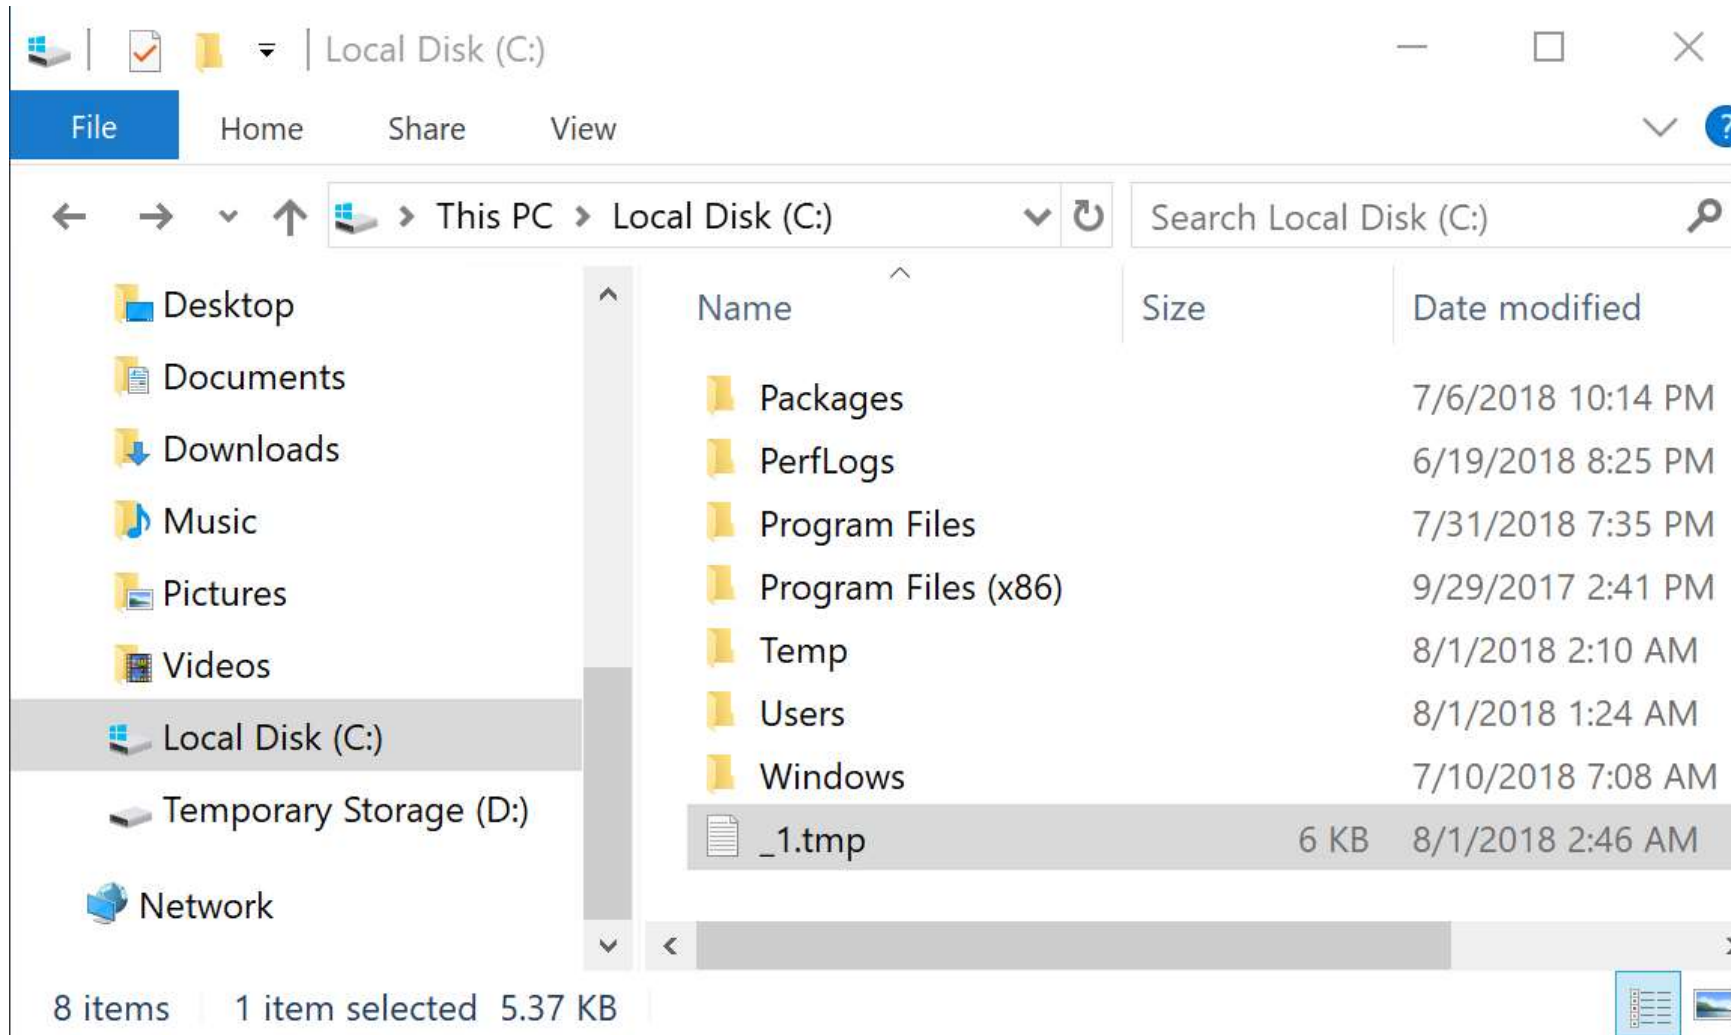 Local Disk (C:)
File Home Share View ?
This PC > Local Disk (C:) Search Local Disk (C:)
Desktop
Documents
Downloads
Music
Pictures
Videos
Local Disk (C:)
Temporary Storage (D:)
Network
Name Size Date modified
Packages 7/6/2018 10:14 PM
PerfLogs 6/19/2018 8:25 PM
Program Files 7/31/2018 7:35 PM
Program Files (x86) 9/29/2017 2:41 PM
Temp 8/1/2018 2:10 AM
Users 8/1/2018 1:24 AM
Windows 7/10/2018 7:08 AM
_1.tmp 6 KB 8/1/2018 2:46 AM
8 items 1 item selected 5.37 KB